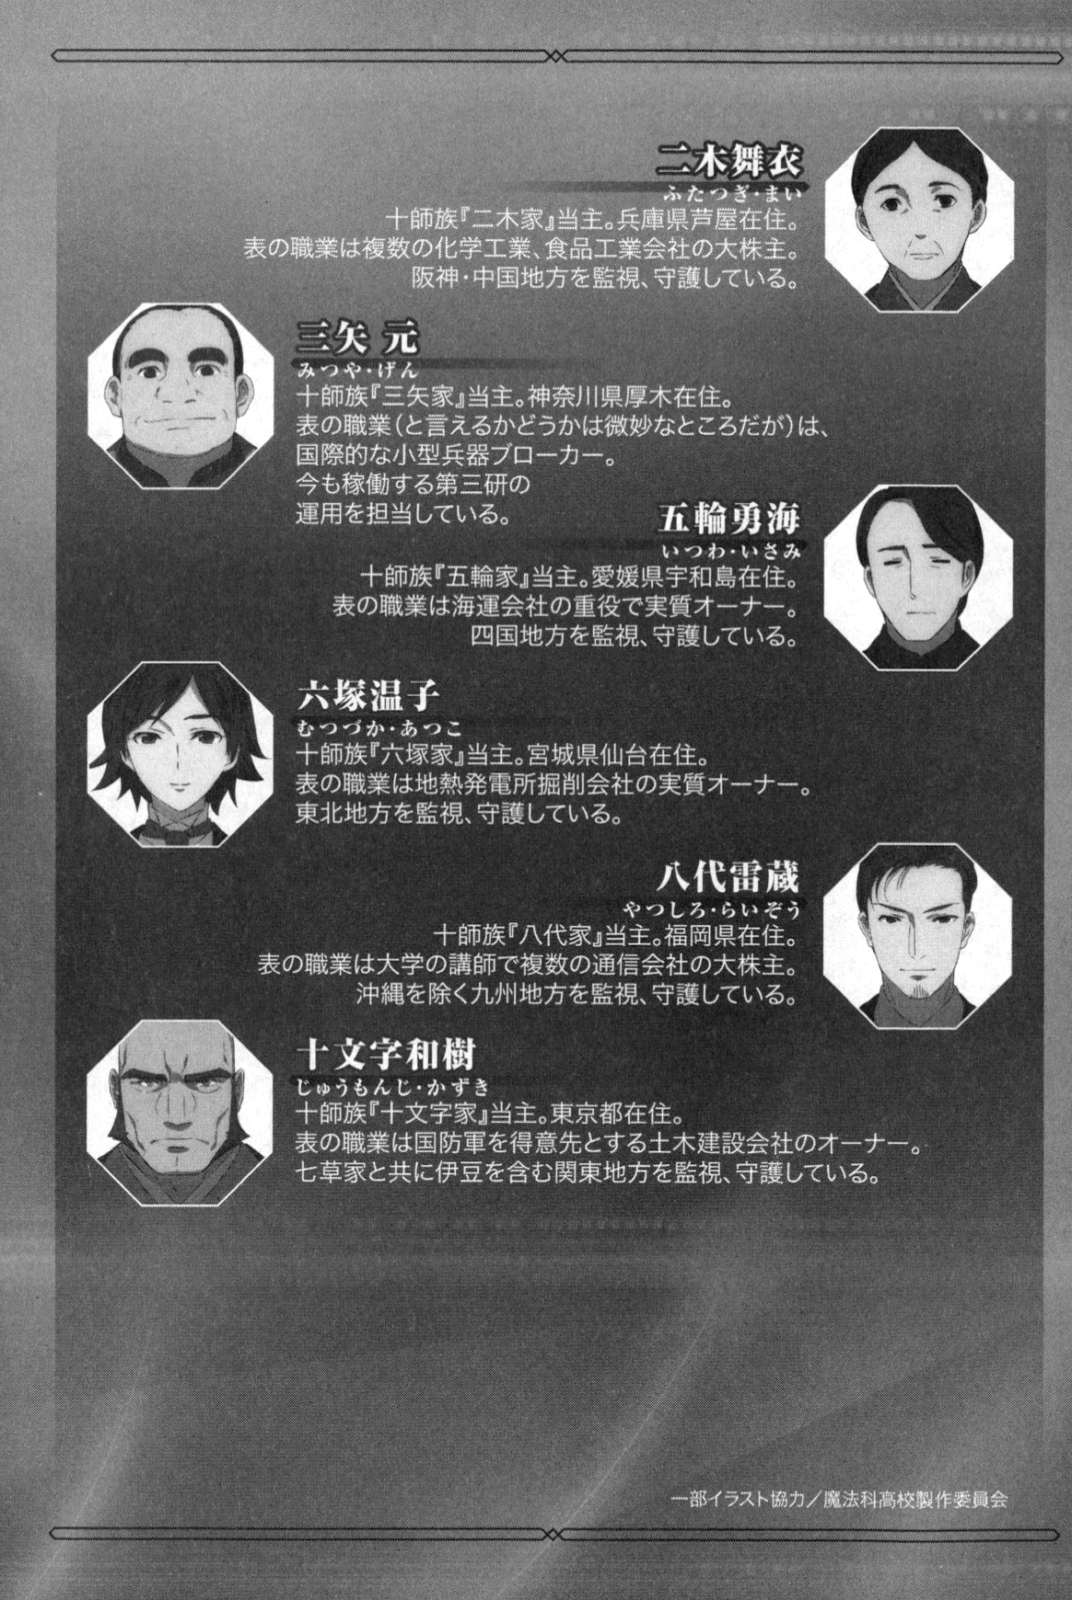 二木舞衣
ふたつぎ・まい
十師族『二木家』当主。兵庫県芦屋在住。
表の職業は複数の化学工業、食品工業会社の大株主。
阪神・中国地方を監視、守護している。
三矢 元
みつや・げん
十師族『三矢家』当主。神奈川県厚木在住。
表の職業(と言えるかどうかは微妙なところだが)は、
国際的な小型兵器ブローカー。
今も稼働する第三研の
運用を担当している。
五輪勇海
いつわ・いさみ
十師族『五輪家』当主。愛媛県宇和島在住。
表の職業は海運会社の重役で実質オーナー。
四国地方を監視、守護している。
六塚温子
むつづか・あつこ
十師族『六塚家』当主。宮城県仙台在住。
表の職業は地熱発電所掘削会社の実質オーナー。
東北地方を監視、守護している。
八代雷蔵
やつしろ・らいぞう
十師族『八代家』当主。福岡県在住。
表の職業は大学の講師で複数の通信会社の大株主。
沖縄を除く九州地方を監視、守護している。
十文字和樹
じゅうもんじ・かずき
十師族『十文字家』当主。東京都在住。
表の職業は国防軍を得意先とする土木建設会社のオーナー。
七草家と共に伊豆を含む関東地方を監視、守護している。
一部イラスト協力／魔法科高校製作委員会